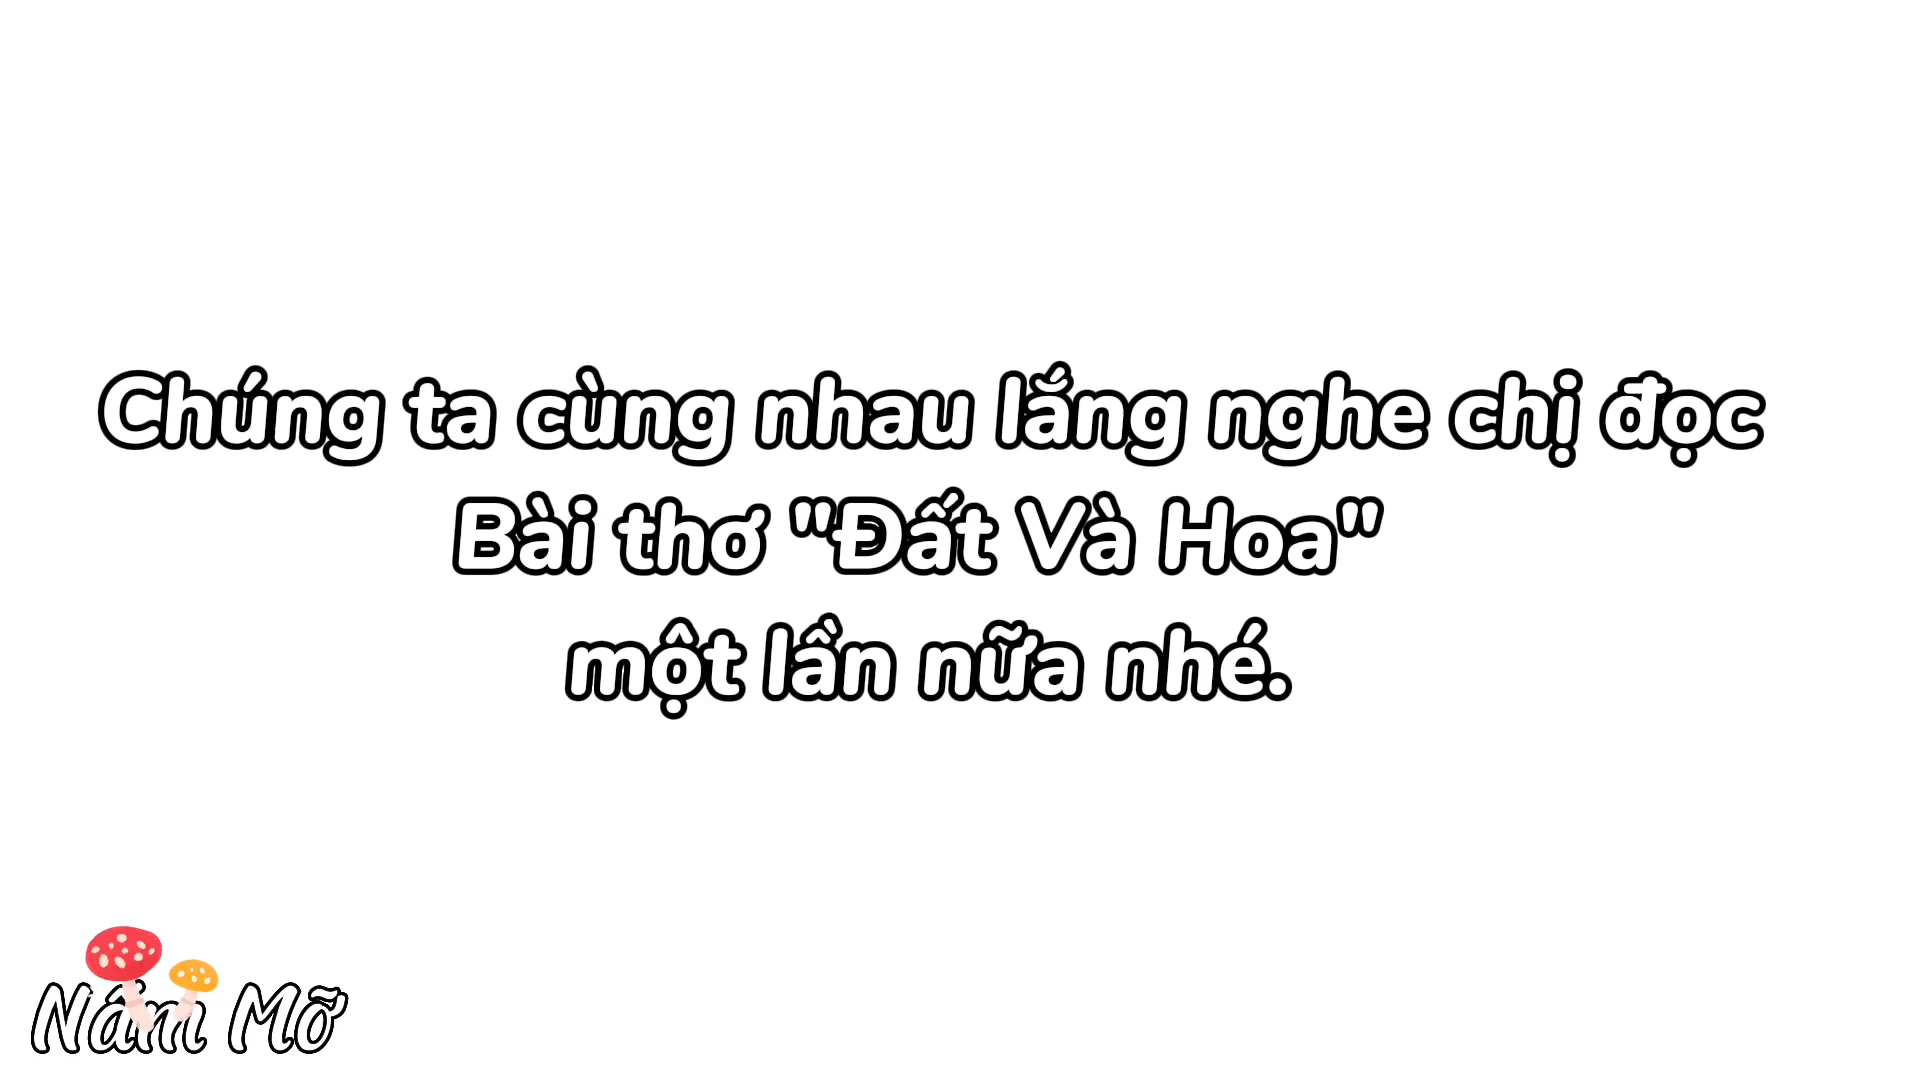 Chúng ta cùng nhau lắng nghe chị đọc
Bài thơ "Đất Và Hoa"
một lần nữa nhé.
Nấm Mỡ